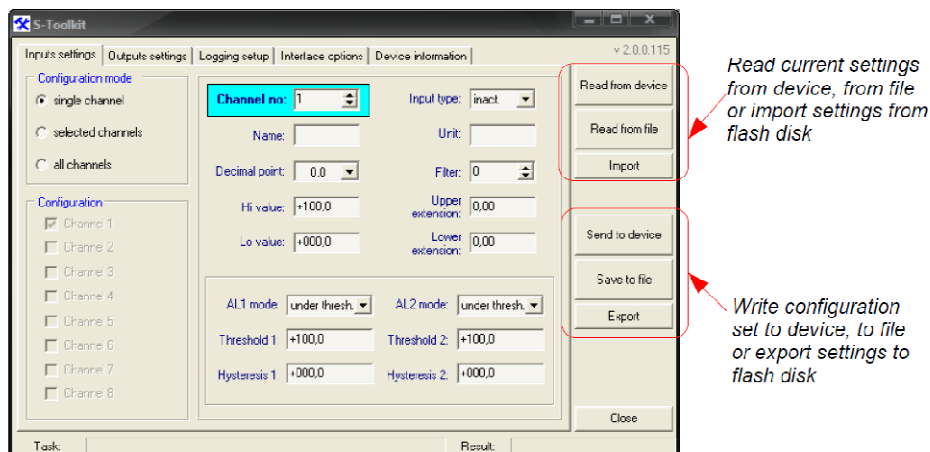 S-Toolkit
Inputs settings Outputs settings Logging setup Interface options Device information
v 2.0.0.115
Configuration mode
single channel
selected channels
all channels
Configuration
Channel 1
Channel 2
Channel 3
Channel 4
Channel 5
Channel 6
Channel 7
Channel 8
Channel no: 1 Input type: inact.
Name: Unit:
Decimal point: 0.0 Filter: 0
Hi value: +100,0 Upper extension: 0,00
Lo value: +000,0 Lower extension: 0,00
AL1 mode: under thresh. AL2 mode: under thresh.
Threshold 1: +100,0 Threshold 2: +100,0
Hysteresis 1: +000,0 Hysteresis 2: +000,0
Read from device
Read from file
Import
Send to device
Save to file
Export
Close
Task: Result:
Read current settings
from device, from file
or import settings from
flash disk
Write configuration
set to device, to file
or export settings to
flash disk